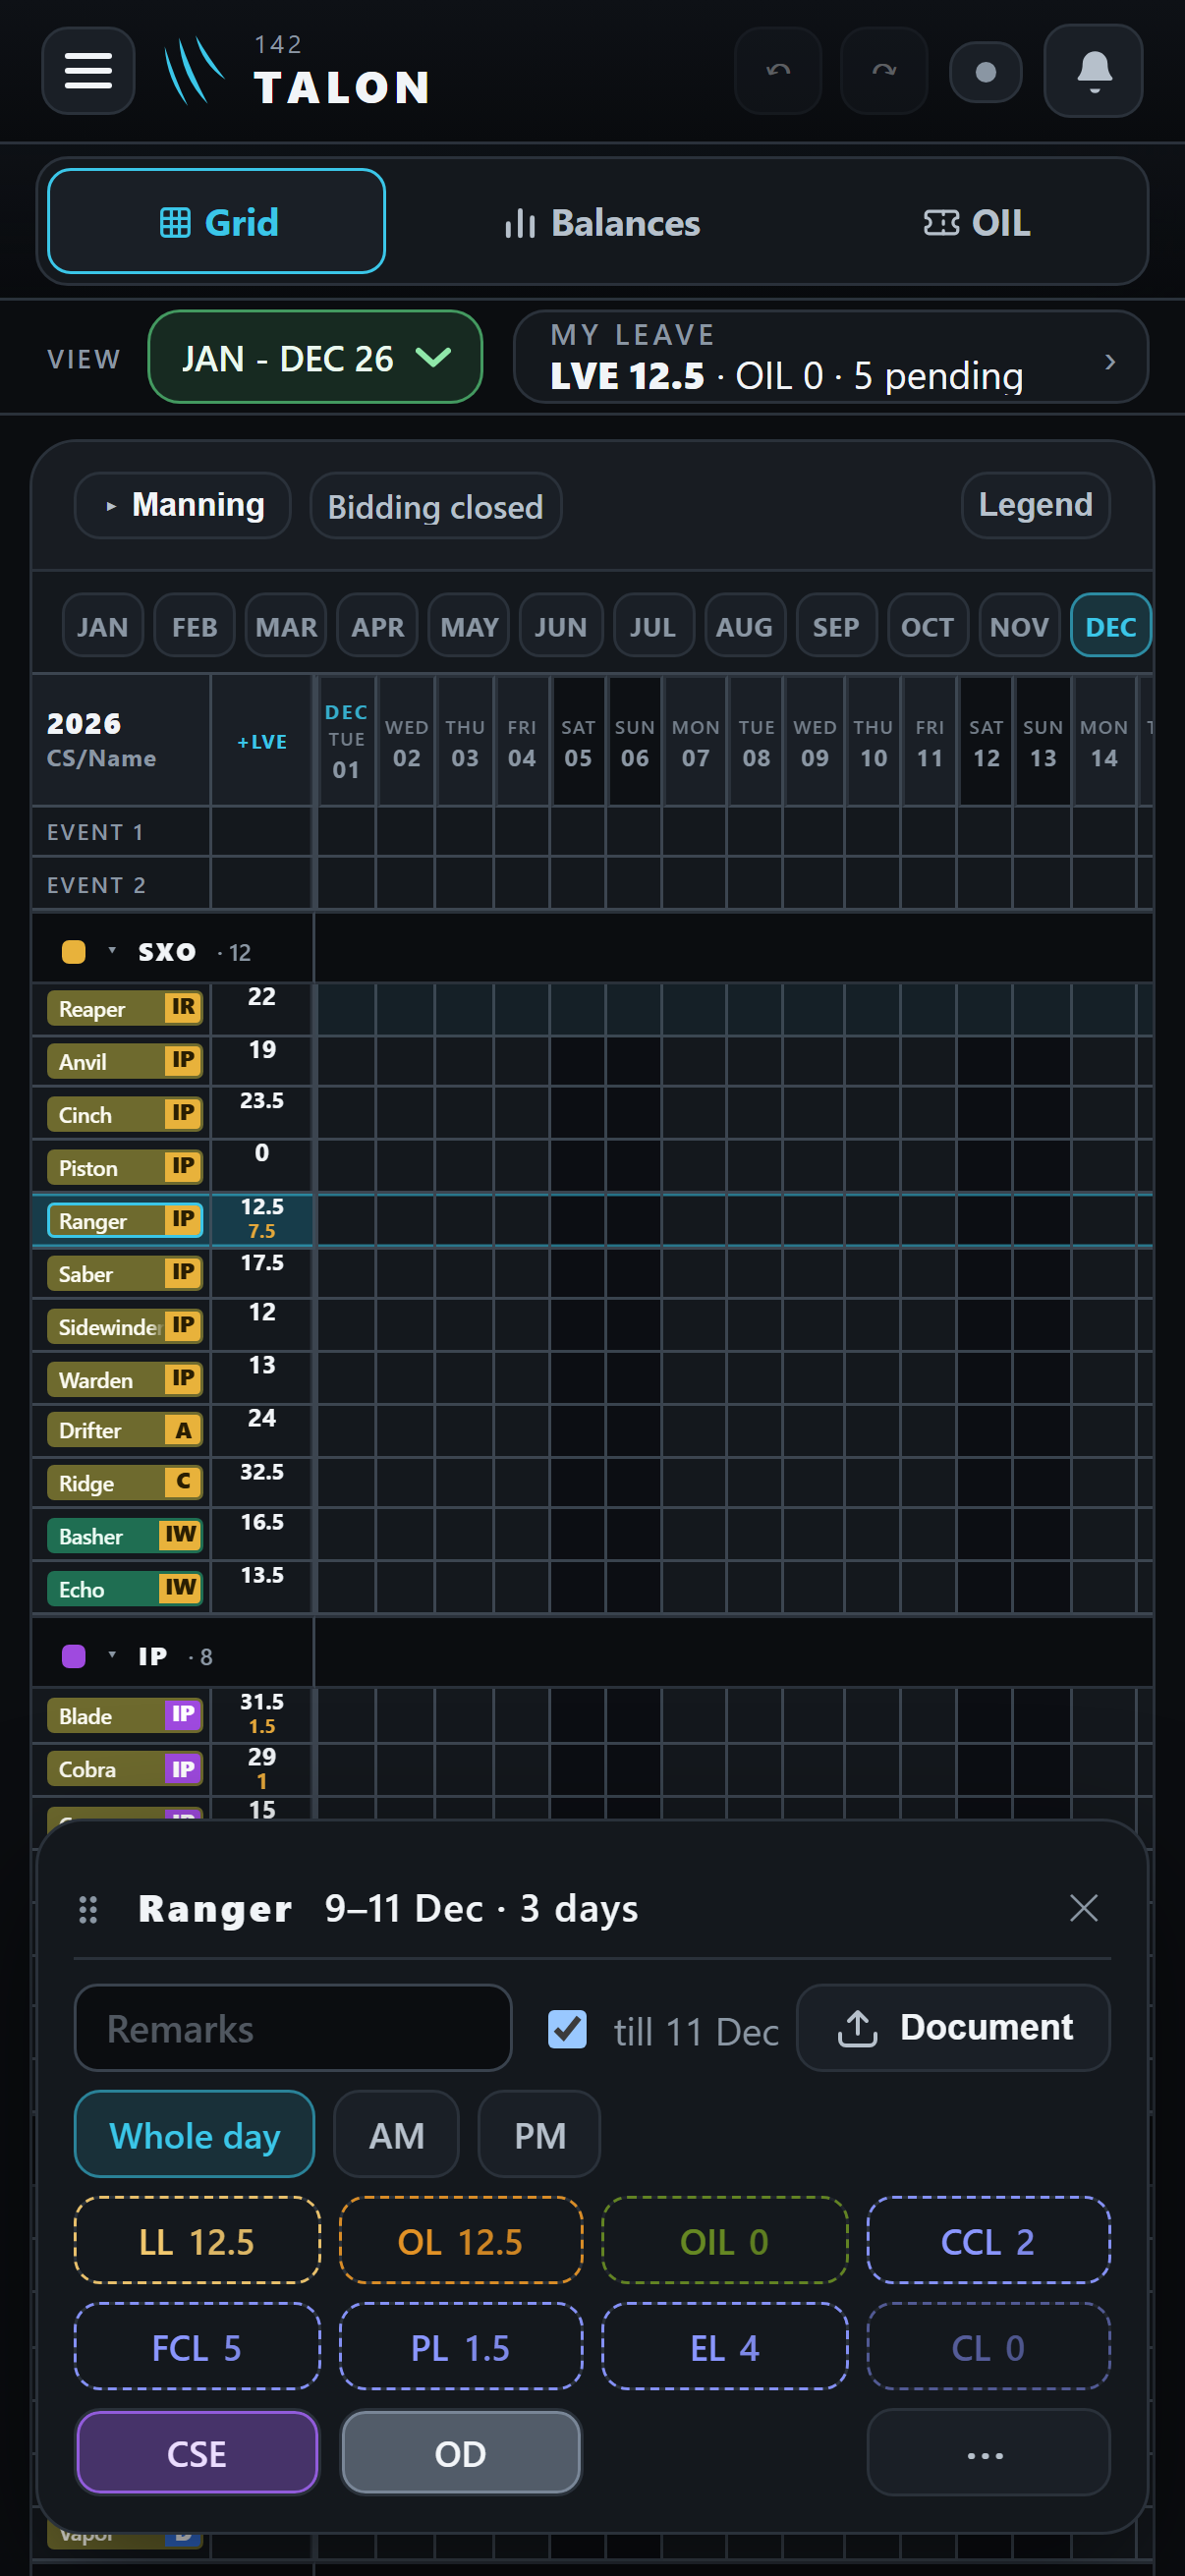 142
TALON
Grid
Balances
OIL
VIEW
JAN - DEC 26
MY LEAVE
LVE 12.5 · OIL 0 · 5 pending
Manning
Bidding closed
Legend
JAN FEB MAR APR MAY JUN JUL AUG SEP OCT NOV DEC
2026
CS/Name
+LVE
DEC TUE 01
WED 02
THU 03
FRI 04
SAT 05
SUN 06
MON 07
TUE 08
WED 09
THU 10
FRI 11
SAT 12
SUN 13
MON 14
EVENT 1
EVENT 2
SXO · 12
Reaper IR 22
Anvil IP 19
Cinch IP 23.5
Piston IP 0
Ranger IP 12.5
7.5
Saber IP 17.5
Sidewinder IP 12
Warden IP 13
Drifter A 24
Ridge C 32.5
Basher IW 16.5
Echo IW 13.5
IP · 8
Blade IP 31.5
1.5
Cobra IP 29
1
IP 15
Ranger 9–11 Dec · 3 days
Remarks
till 11 Dec
Document
Whole day
AM
PM
LL 12.5
OL 12.5
OIL 0
CCL 2
FCL 5
PL 1.5
EL 4
CL 0
CSE
OD
...
Vapor